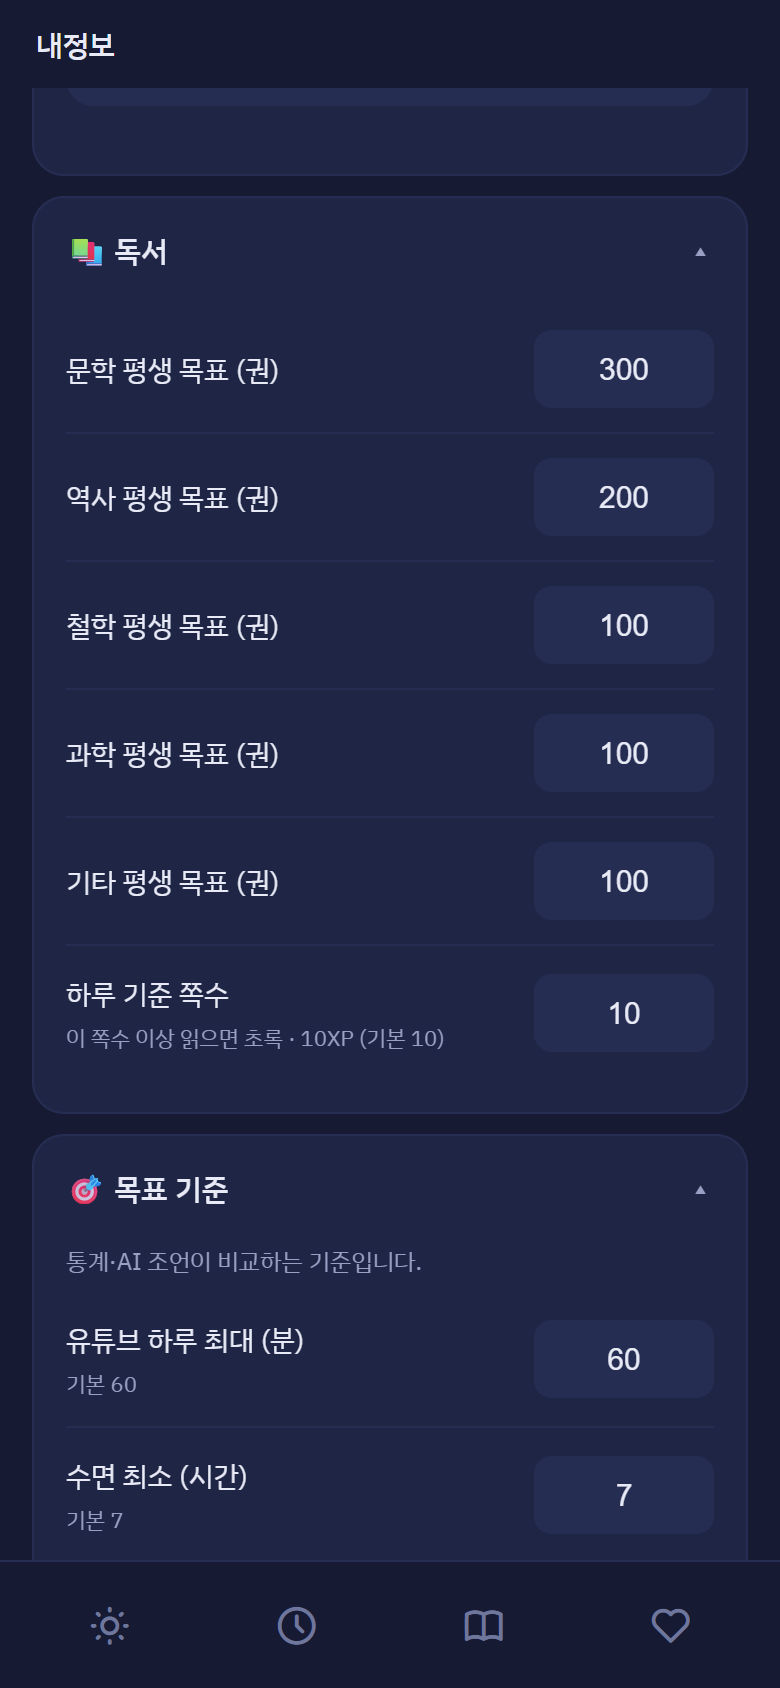 내정보
독서
문학 평생 목표 (권)
300
역사 평생 목표 (권)
200
철학 평생 목표 (권)
100
과학 평생 목표 (권)
100
기타 평생 목표 (권)
100
하루 기준 쪽수
이 쪽수 이상 읽으면 초록 · 10XP (기본 10)
10
목표 기준
통계·AI 조언이 비교하는 기준입니다.
유튜브 하루 최대 (분)
기본 60
60
수면 최소 (시간)
기본 7
7